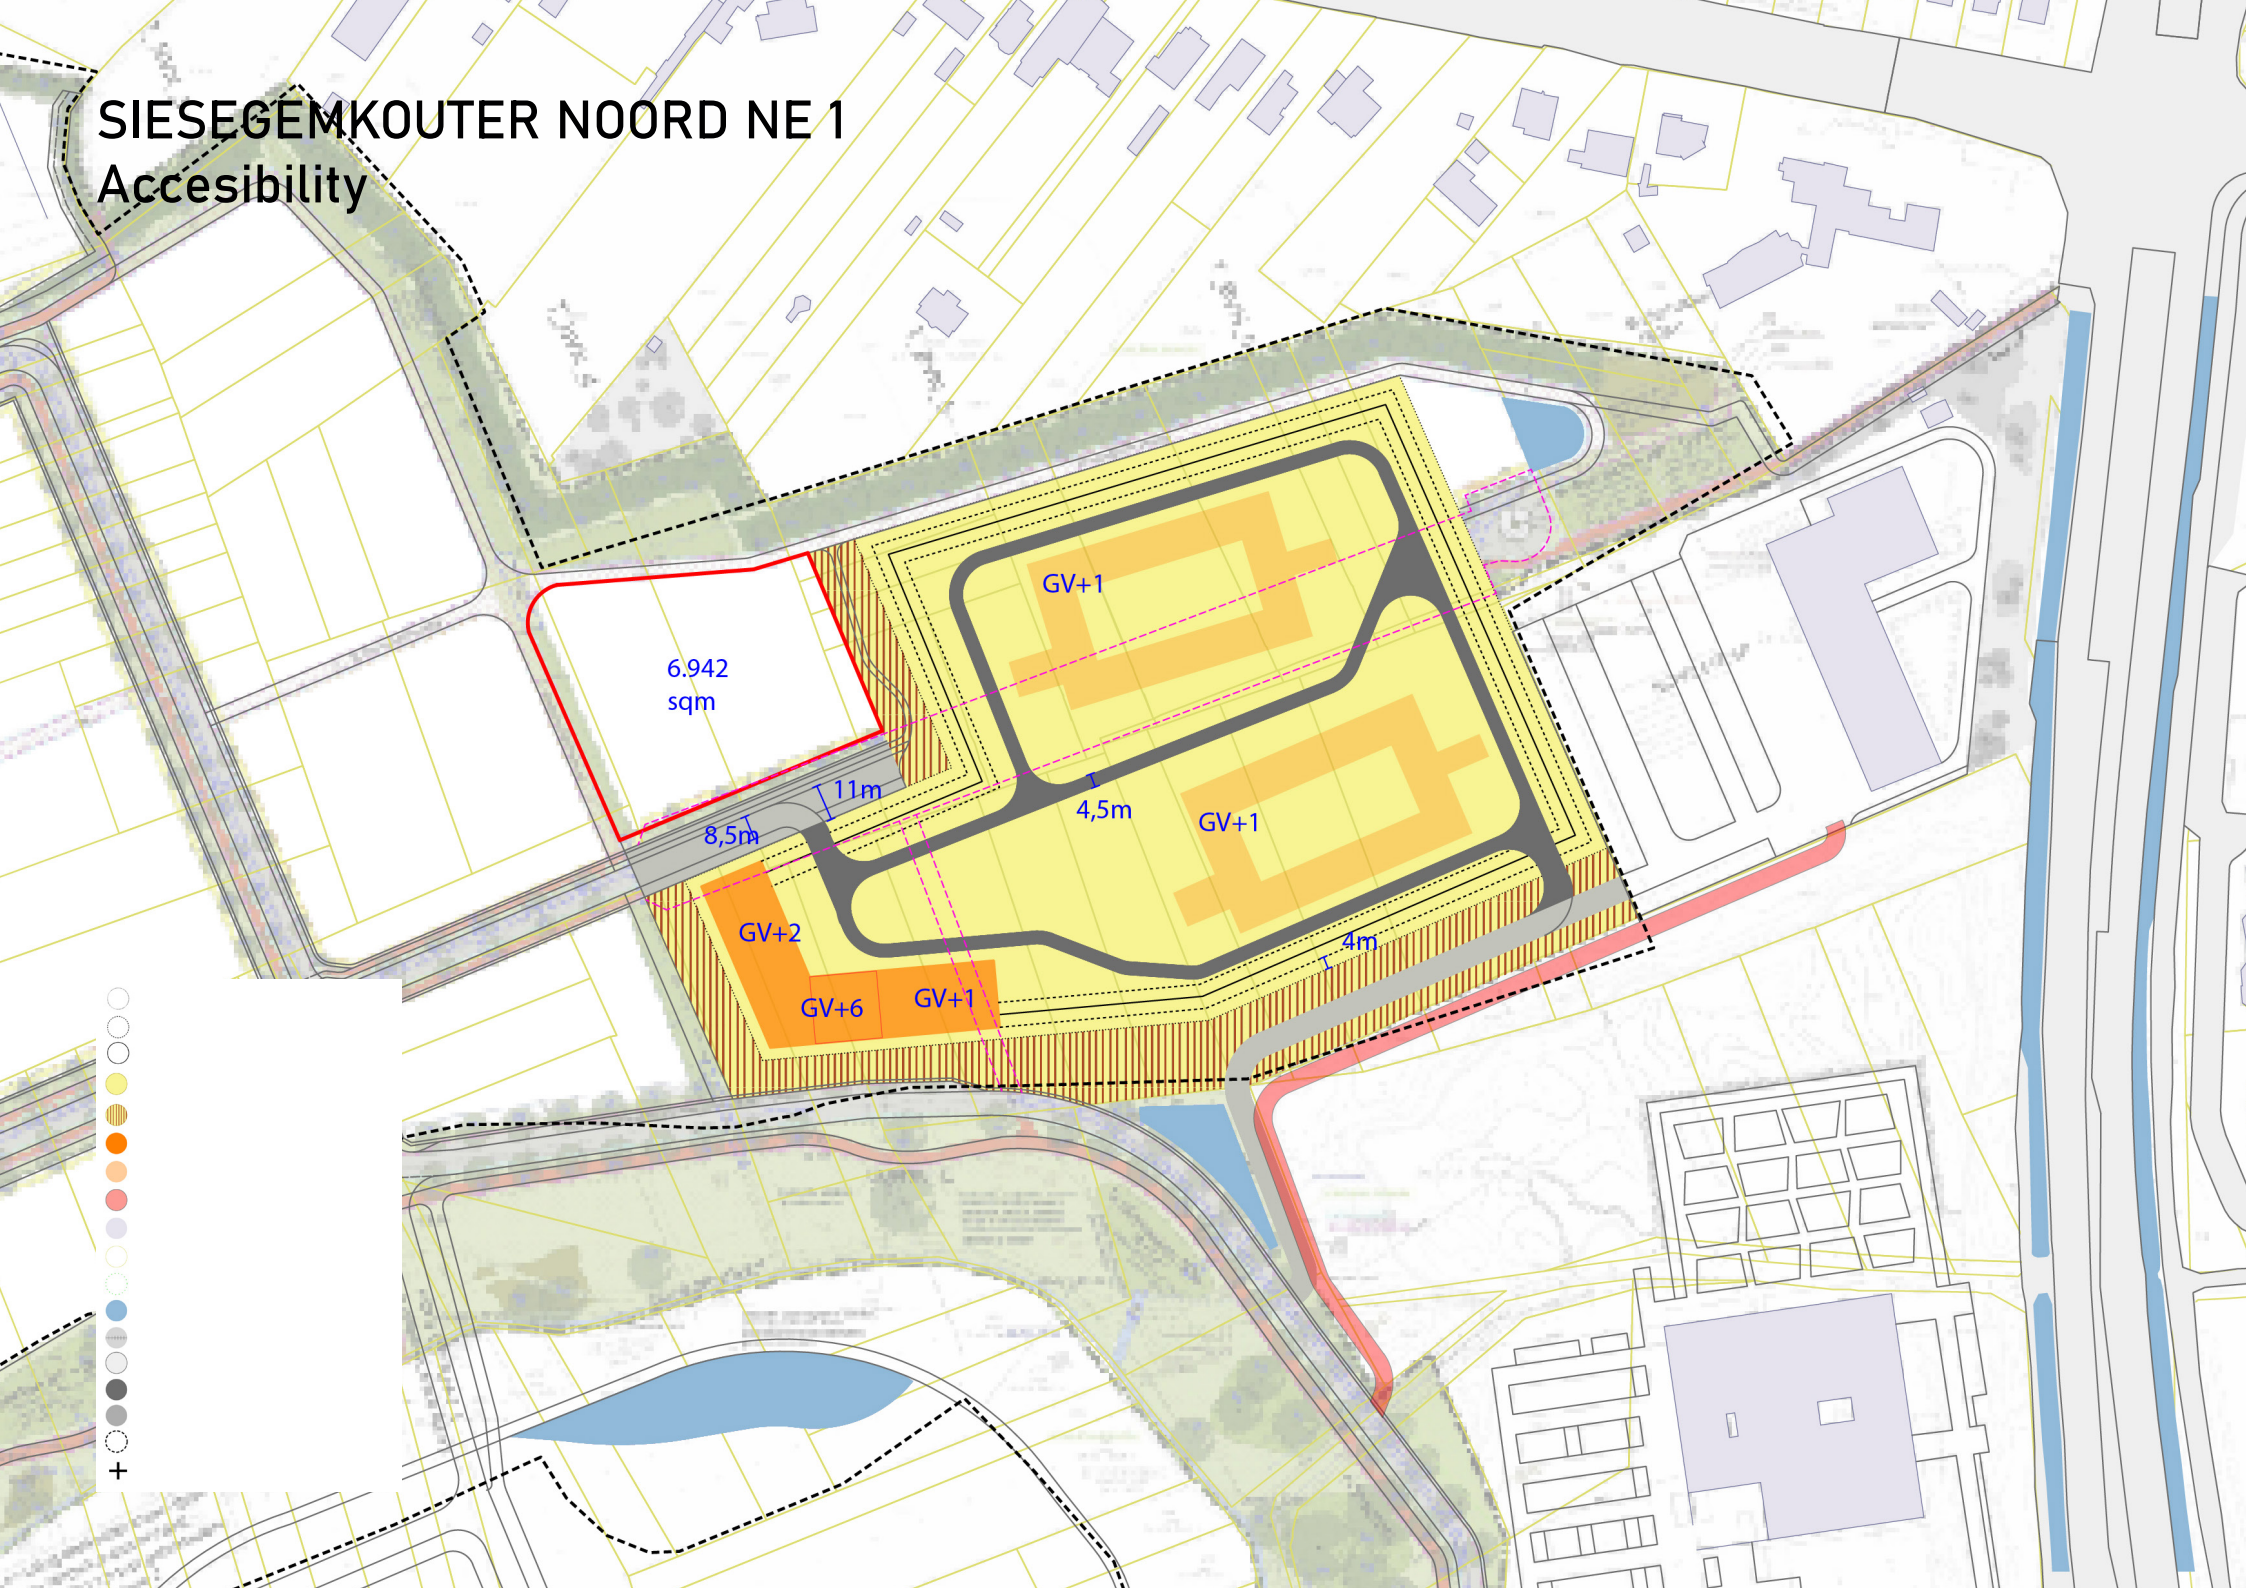 SIESEGEMKOUTER NOORD NE 1
Accesibility
GV+1
6.942
sqm
11m
4,5m
8,5m
GV+1
GV+2
4m
GV+6
GV+1